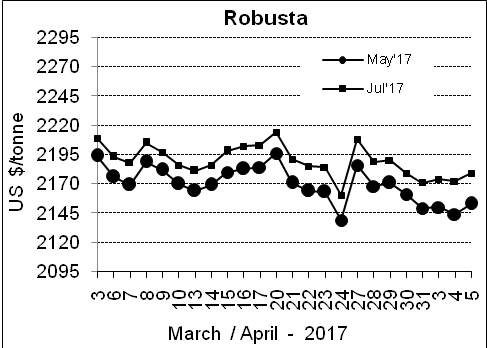 Robusta
2295
2270
2245
2220
2195
2170
2145
2120
2095
US $/tonne
May'17
Jul'17
3 6 7 8 9 10 13 14 15 16 17 20 21 22 23 24 27 28 29 30 31 3 4 5
March / April - 2017